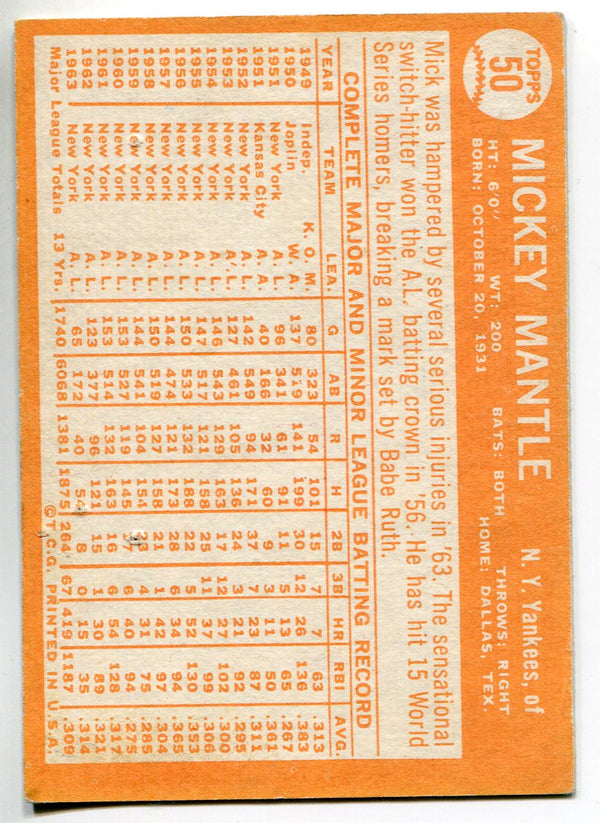 TOPPS
50
MICKEY MANTLE N. Y. Yankees, of
HT: 6'0" WT: 200 BATS: BOTH THROWS: RIGHT
BORN: OCTOBER 20, 1931 HOME: DALLAS, TEX.
Mick was hampered by several serious injuries in '63. The sensational
switch-hitter won the A.L. batting crown in '56. He has hit 15 World
Series homers, breaking a mark set by Babe Ruth.
COMPLETE MAJOR AND MINOR LEAGUE BATTING RECORD
YEAR TEAM LEA. G AB R H 2B 3B HR RBI AVG.
1949 Indep. K. O. M. 80 323 54 101 15 7 7 63 .313
1950 Joplin W. A. 137 519 141 199 30 12 26 136 .383
1951 New York A. L. 96 341 61 91 11 5 13 65 .267
1951 Kansas City A. A. 40 166 32 60 9 3 11 50 .361
1952 New York A. L. 142 549 94 171 37 7 23 87 .311
1953 New York A. L. 127 461 105 136 24 3 21 92 .295
1954 New York A. L. 146 543 129 163 17 12 27 102 .300
1955 New York A. L. 147 517 121 158 25 11 37 99 .306
1956 New York A. L. 150 533 132 188 22 5 52 130 .353
1957 New York A. L. 144 474 121 173 28 6 34 94 .365
1958 New York A. L. 150 519 127 158 21 1 42 97 .304
1959 New York A. L. 144 541 104 154 23 4 31 75 .285
1960 New York A. L. 153 527 119 145 17 6 40 94 .275
1961 New York A. L. 153 514 132 163 16 6 54 128 .317
1962 New York A. L. 123 377 96 121 15 1 30 89 .321
1963 New York A. L. 65 172 40 54 8 0 15 35 .314
Major League Totals 13 Yrs. 1740 6068 1381 1875 264 67 419 1187 .309
© T.C.G. PRINTED IN U.S.A.